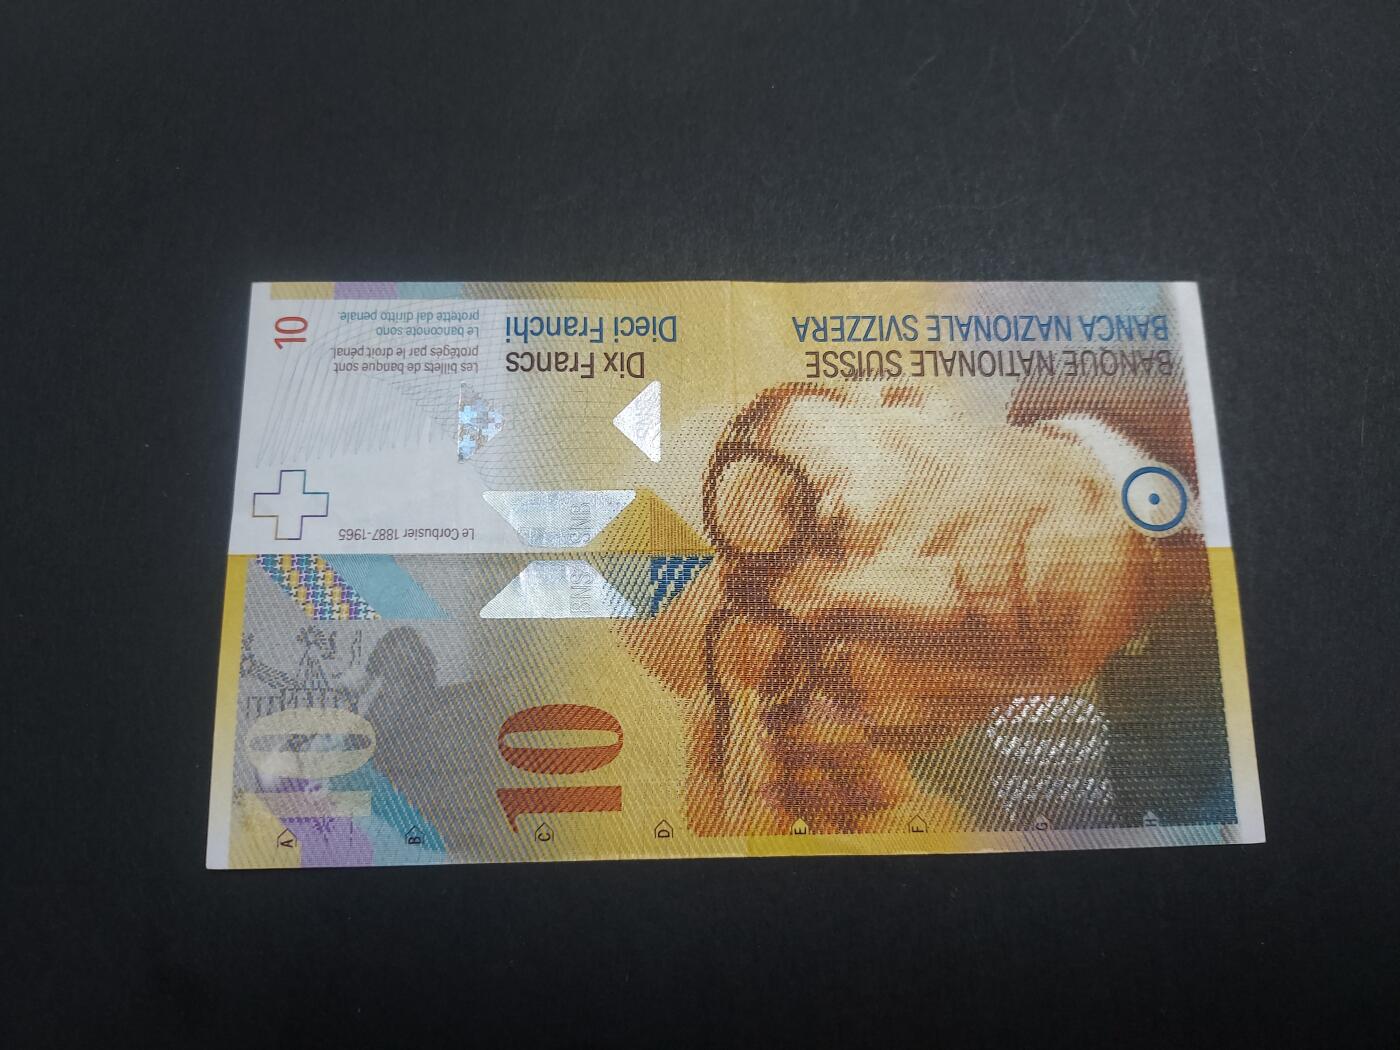 BANQUE NATIONALE SUISSE
BANCA NAZIONALE SVIZZERA
Dix Francs
Dieci Franchi
Les billets de banque sont
protégés par le droit pénal.
Le banconote sono
protette dal diritto penale.
10
Le Corbusier 1887-1965
SNB
BNS
10
10
A
B
C
D
E
F
G
H